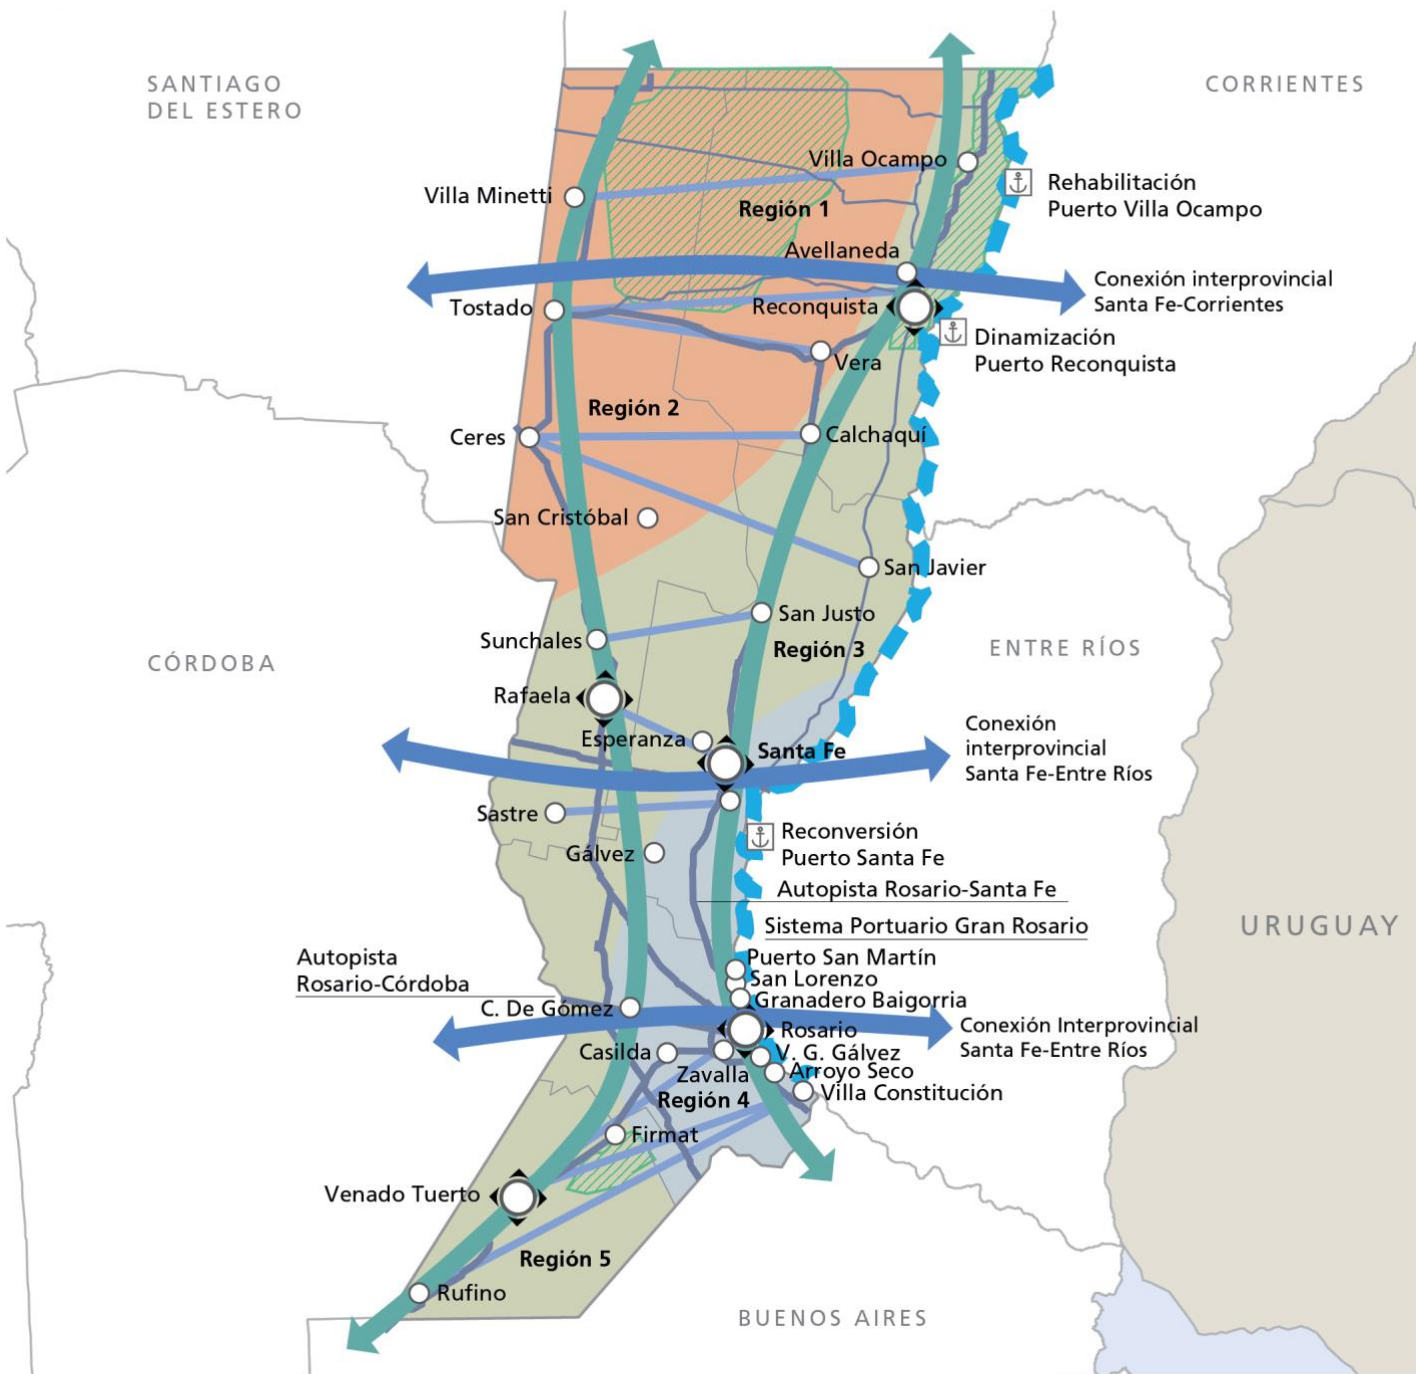 SANTIAGO
DEL ESTERO
CORRIENTES
Villa Ocampo
Villa Minetti
Rehabilitación
Puerto Villa Ocampo
Región 1
Avellaneda
Conexión interprovincial
Santa Fe-Corrientes
Tostado
Reconquista
Dinamización
Puerto Reconquista
Vera
Región 2
Ceres
Calchaquí
San Cristóbal
San Javier
San Justo
Sunchales
Región 3
ENTRE RÍOS
CÓRDOBA
Rafaela
Esperanza
Santa Fe
Conexión
interprovincial
Santa Fe-Entre Ríos
Sastre
Gálvez
Reconversión
Puerto Santa Fe
Autopista Rosario-Santa Fe
Sistema Portuario Gran Rosario
URUGUAY
Autopista
Rosario-Córdoba
Puerto San Martín
San Lorenzo
Granadero Baigorria
C. De Gómez
Rosario
Conexión Interprovincial
Santa Fe-Entre Ríos
Casilda
V. G. Gálvez
Zavalla
Arroyo Seco
Villa Constitución
Región 4
Firmat
Venado Tuerto
Región 5
Rufino
BUENOS AIRES